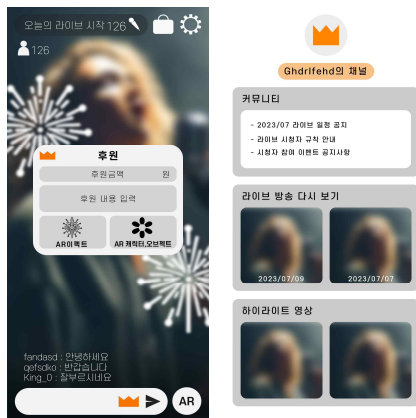 오늘의 라이브 시작 126
126
후원
후원금액 원
후원 내용 입력
AR이펙트
AR 캐릭터,오브젝트
fandasd : 안녕하세요
qefsdko : 반갑습니다
King_0 : 잘부르시네요
AR
Ghdrlfehd의 채널
커뮤니티
- 2023/07 라이브 일정 공지
- 라이브 시청자 규칙 안내
- 시청자 참여 이벤트 공지사항
라이브 방송 다시 보기
2023/07/09
2023/07/07
하이라이트 영상